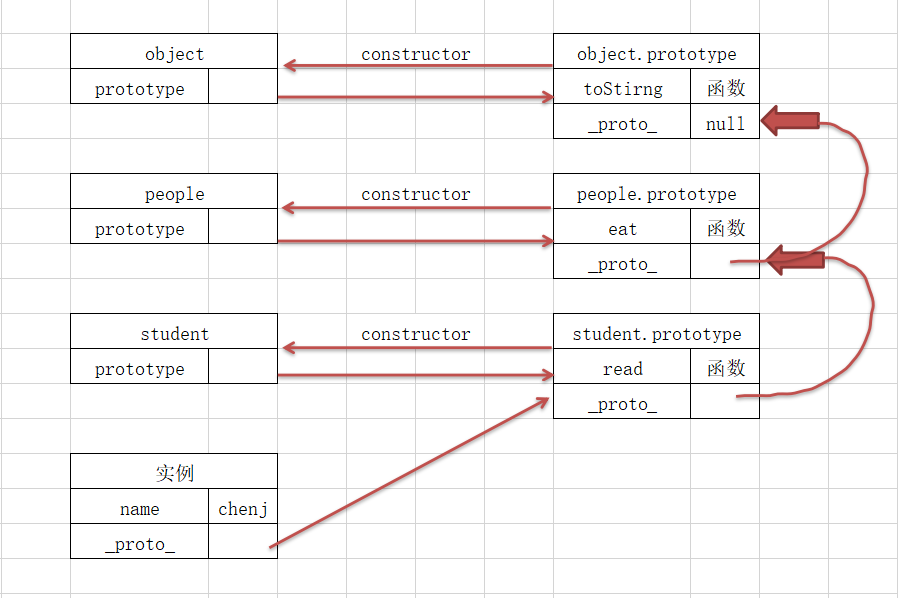 object constructor object.prototype
prototype toStirng 函数
_proto_ null
people constructor people.prototype
prototype eat 函数
_proto_
student constructor student.prototype
prototype read 函数
_proto_
实例
name chenj
_proto_